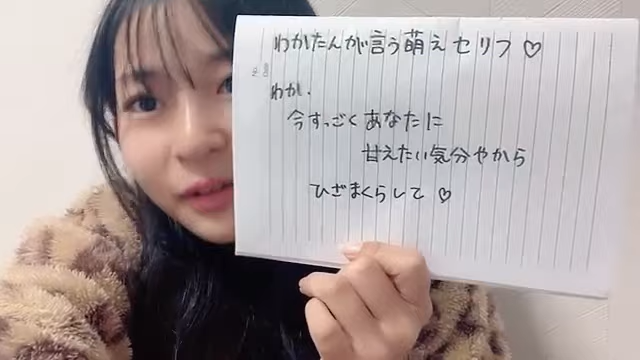 わかたんが言う萌えセリフ♡
わか、
今すっごくあなたに
甘えたい気分やから
ひざまくらして♡